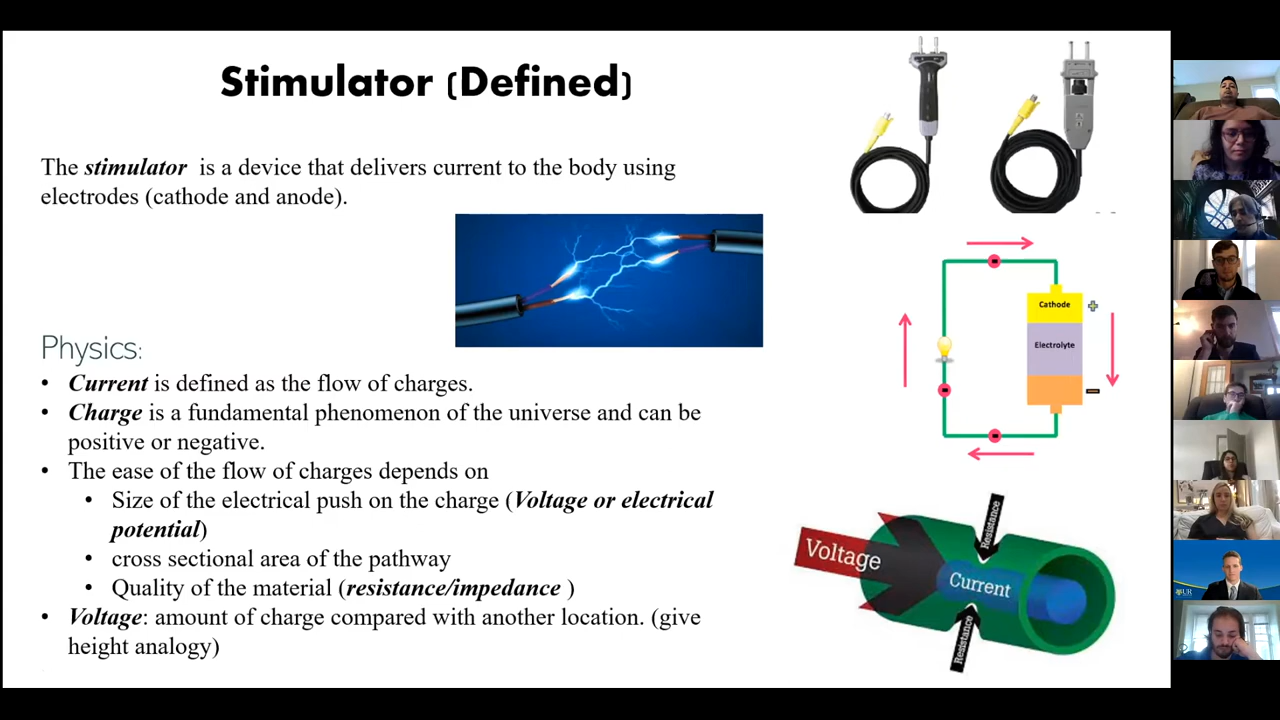 Stimulator (Defined)
The stimulator is a device that delivers current to the body using
electrodes (cathode and anode).
Physics:
• Current is defined as the flow of charges.
• Charge is a fundamental phenomenon of the universe and can be
positive or negative.
• The ease of the flow of charges depends on
• Size of the electrical push on the charge (Voltage or electrical
potential)
• cross sectional area of the pathway
• Quality of the material (resistance/impedance )
• Voltage: amount of charge compared with another location. (give
height analogy)
Cathode
Electrolyte
Resistance
Voltage
Current
Resistance
UR